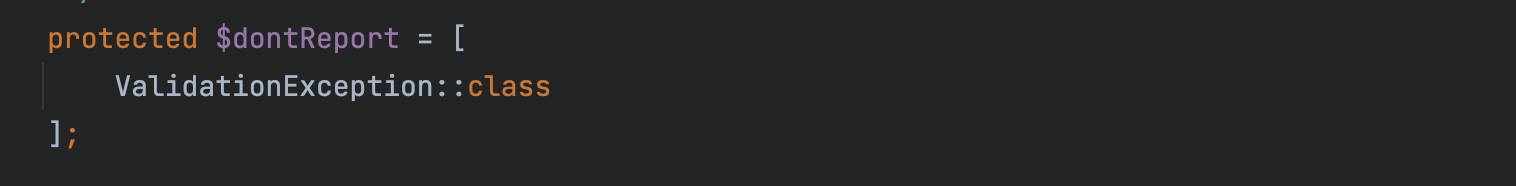 protected $dontReport = [
    ValidationException::class
];